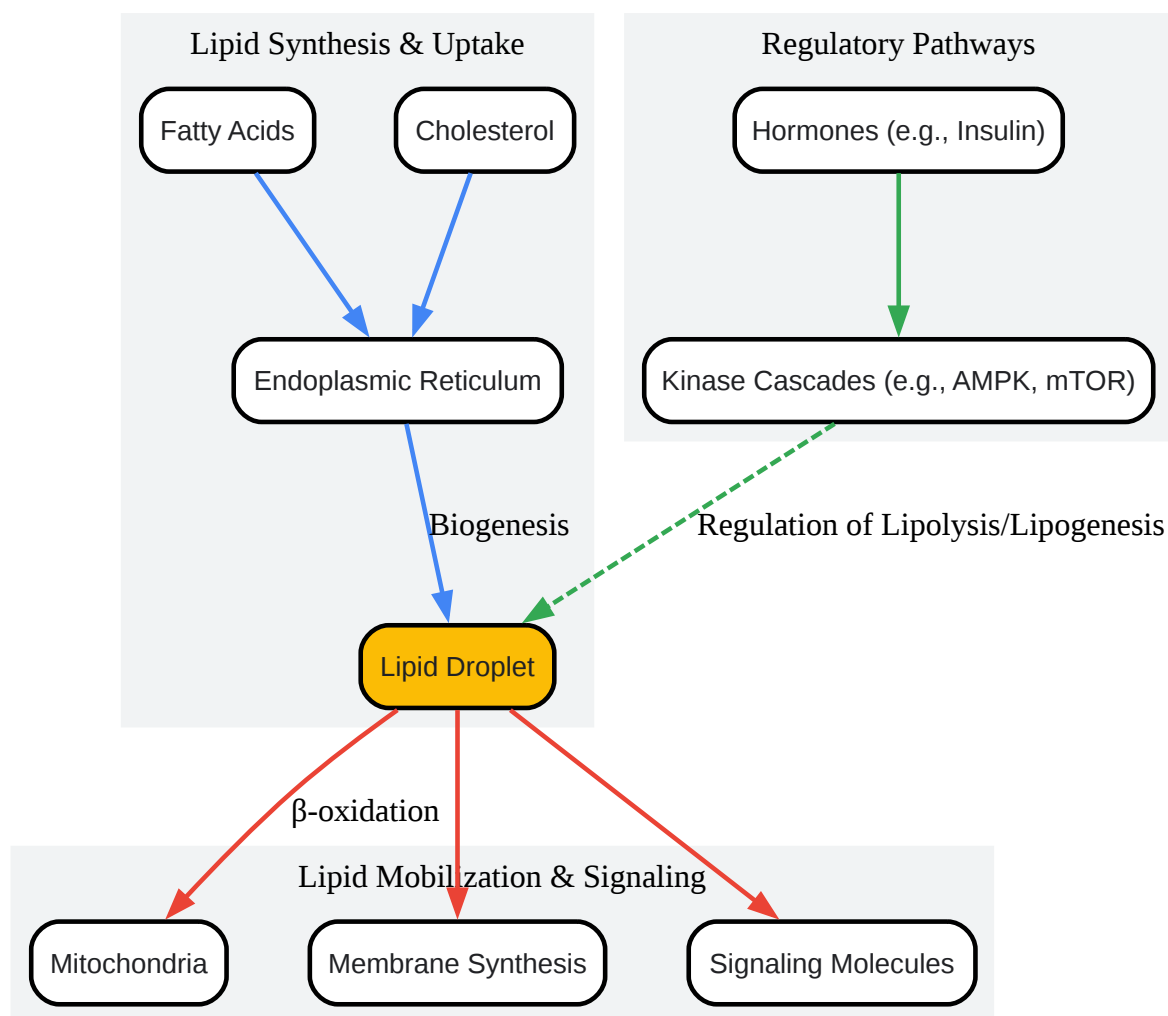 Lipid Synthesis & Uptake
Regulatory Pathways
Fatty Acids
Cholesterol
Hormones (e.g., Insulin)
Endoplasmic Reticulum
Kinase Cascades (e.g., AMPK, mTOR)
Biogenesis
Regulation of Lipolysis/Lipogenesis
Lipid Droplet
β-oxidation
Lipid Mobilization & Signaling
Mitochondria
Membrane Synthesis
Signaling Molecules